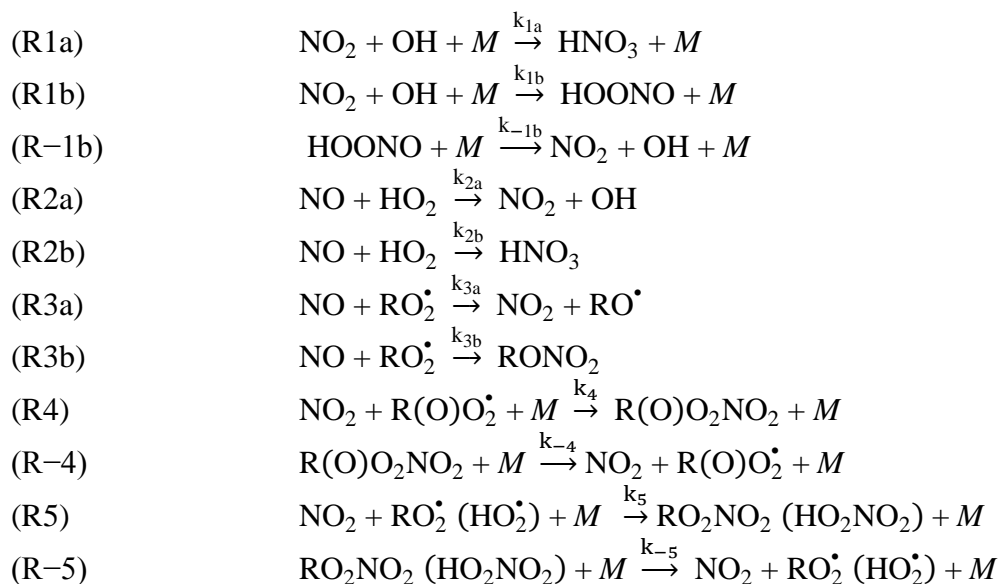 (R1a) NO₂ + OH + M →(k₁ₐ) HNO₃ + M
(R1b) NO₂ + OH + M →(k₁b) HOONO + M
(R−1b) HOONO + M →(k₋₁b) NO₂ + OH + M
(R2a) NO + HO₂ →(k₂ₐ) NO₂ + OH
(R2b) NO + HO₂ →(k₂b) HNO₃
(R3a) NO + RO₂• →(k₃ₐ) NO₂ + RO•
(R3b) NO + RO₂• →(k₃b) RONO₂
(R4) NO₂ + R(O)O₂• + M →(k₄) R(O)O₂NO₂ + M
(R−4) R(O)O₂NO₂ + M →(k₋₄) NO₂ + R(O)O₂• + M
(R5) NO₂ + RO₂• (HO₂•) + M →(k₅) RO₂NO₂ (HO₂NO₂) + M
(R−5) RO₂NO₂ (HO₂NO₂) + M →(k₋₅) NO₂ + RO₂• (HO₂•) + M